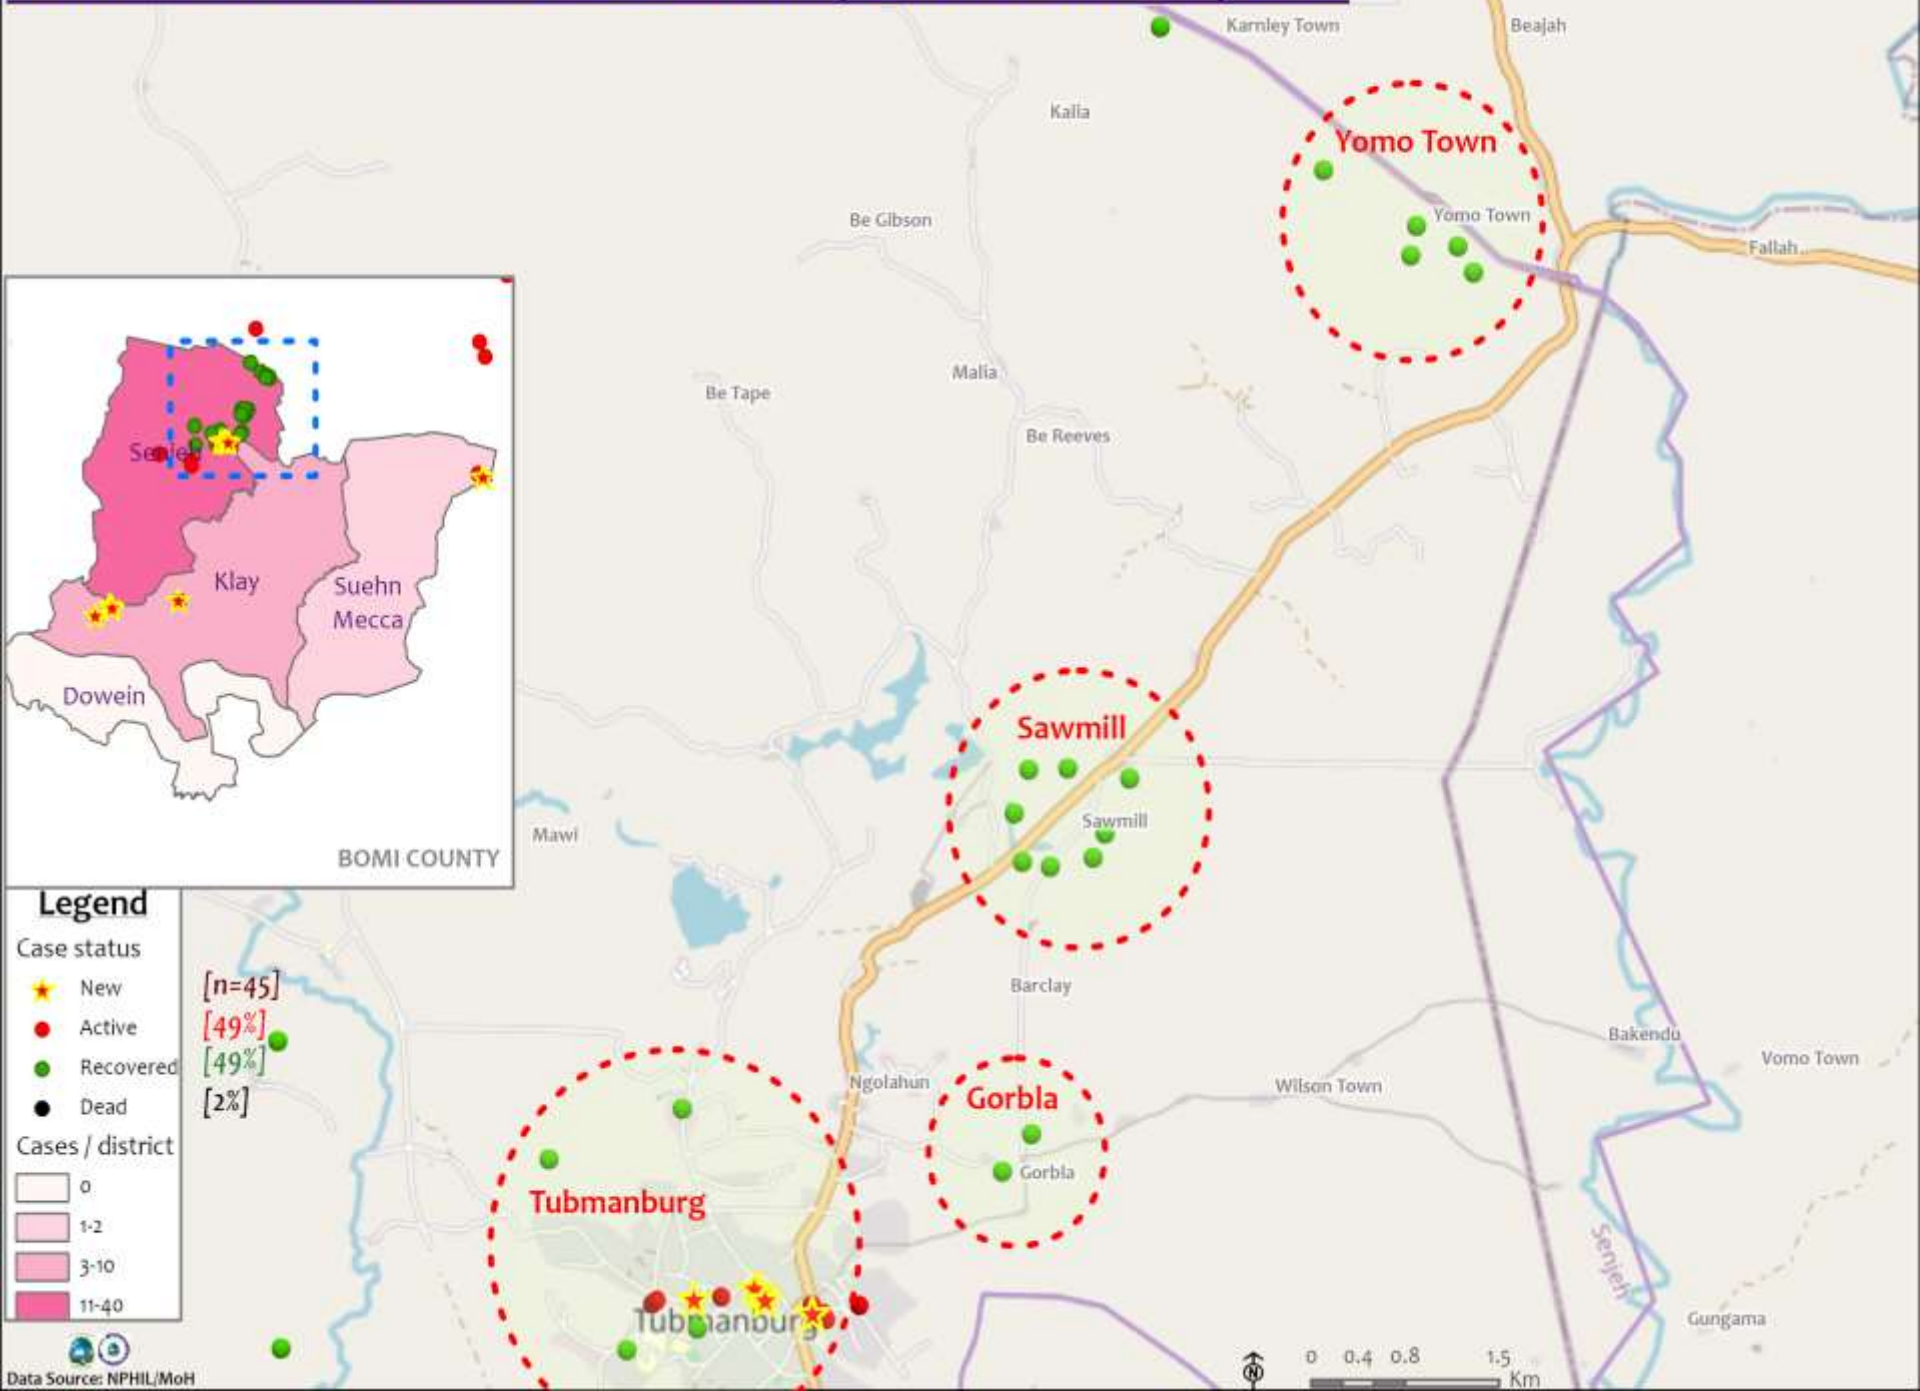 Karnley Town
Beajah
Kalia
Yomo Town
Yomo Town
Be Gibson
Fallah
Malia
Be Tape
Be Reeves
Senjeh
Klay
Suehn
Mecca
Dowein
BOMI COUNTY
Sawmill
Sawmill
Mawi
Legend
Case status
New [n=45]
Active [49%]
Recovered [49%]
Dead [2%]
Cases / district
0
1-2
3-10
11-40
Data Source: NPHIL/MoH
Barclay
Bakendu
Vomo Town
Ngolahun
Wilson Town
Gorbla
Gorbla
Tubmanburg
Tubmanburg
Senjeh
Gungama
N
0 0.4 0.8 1.5
Km